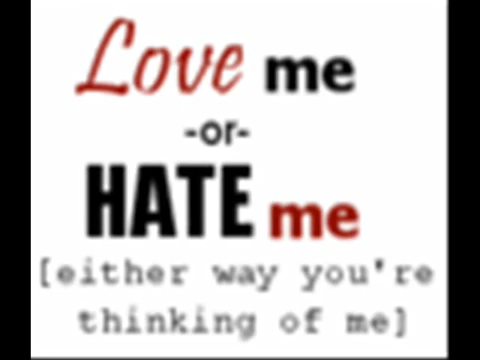 Love me
-or-
HATE me
[either way you're
thinking of me]